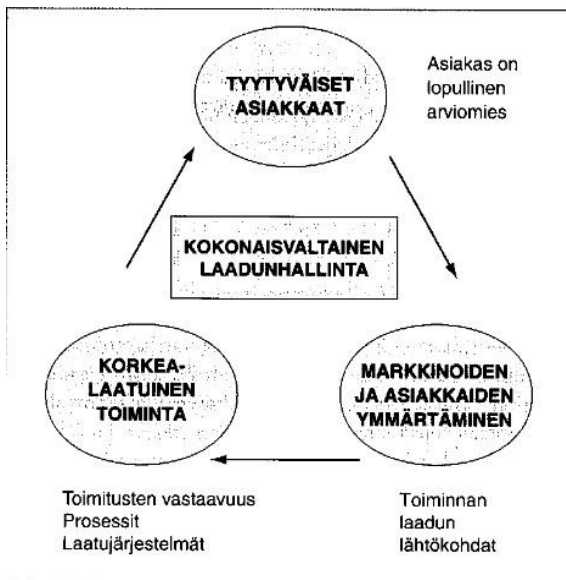 TYYTYVÄISET
ASIAKKAAT
Asiakas on
lopullinen
arviomies
KOKONAISVALTAINEN
LAADUNHALLINTA
KORKEA-
LAATUINEN
TOIMINTA
MARKKINOIDEN
JA ASIAKKAIDEN
YMMÄRTÄMINEN
Toimitusten vastaavuus
Prosessit
Laatujärjestelmät
Toiminnan
laadun
lähtökohdat